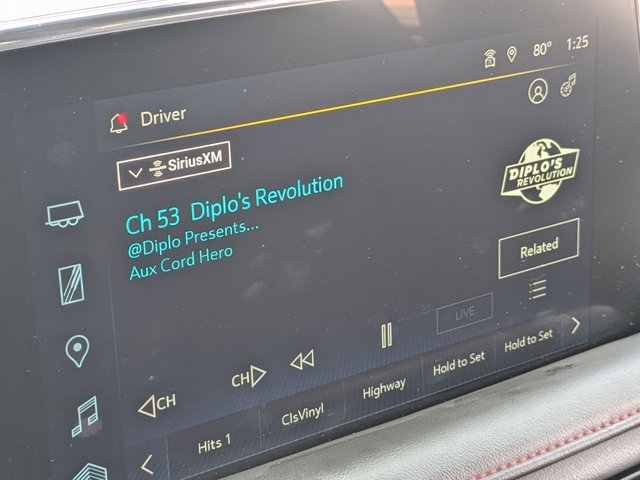 80° 1:25
Driver
SiriusXM
DIPLO'S
REVOLUTION
Ch 53 Diplo's Revolution
@Diplo Presents...
Aux Cord Hero
Related
LIVE
CH CH
Hits 1 ClsVinyl Highway Hold to Set Hold to Set